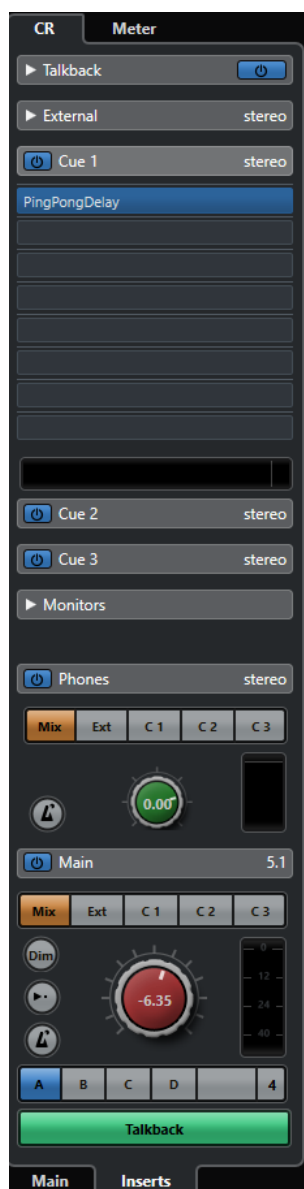 CR Meter
Talkback
External stereo
Cue 1 stereo
PingPongDelay
Cue 2 stereo
Cue 3 stereo
Monitors
Phones stereo
Mix Ext C 1 C 2 C 3
0.00
Main 5.1
Mix Ext C 1 C 2 C 3
Dim
-6.35
0
12
24
40
A B C D 4
Talkback
Main Inserts